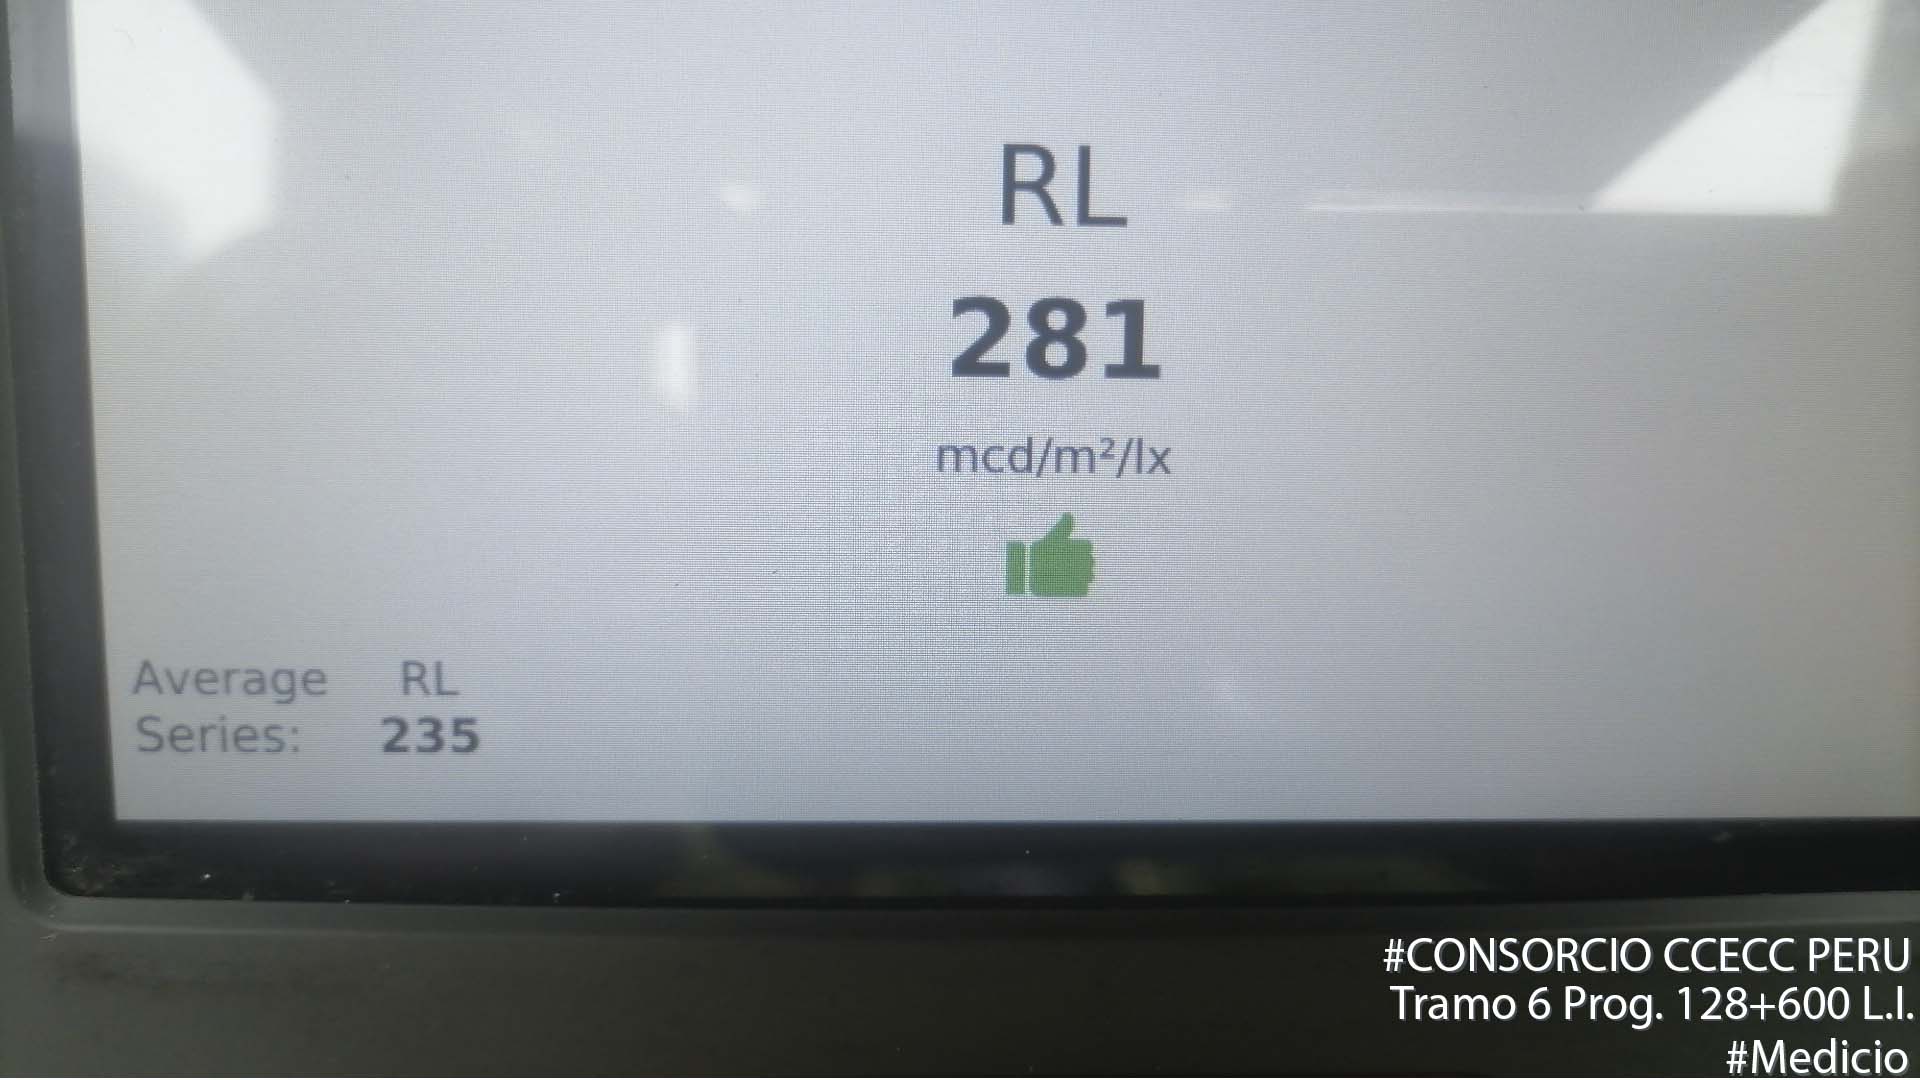 RL
281
mcd/m²/lx
Average RL
Series: 235
#CONSORCIO CCECC PERU
Tramo 6 Prog. 128+600 L.I.
#Medicio